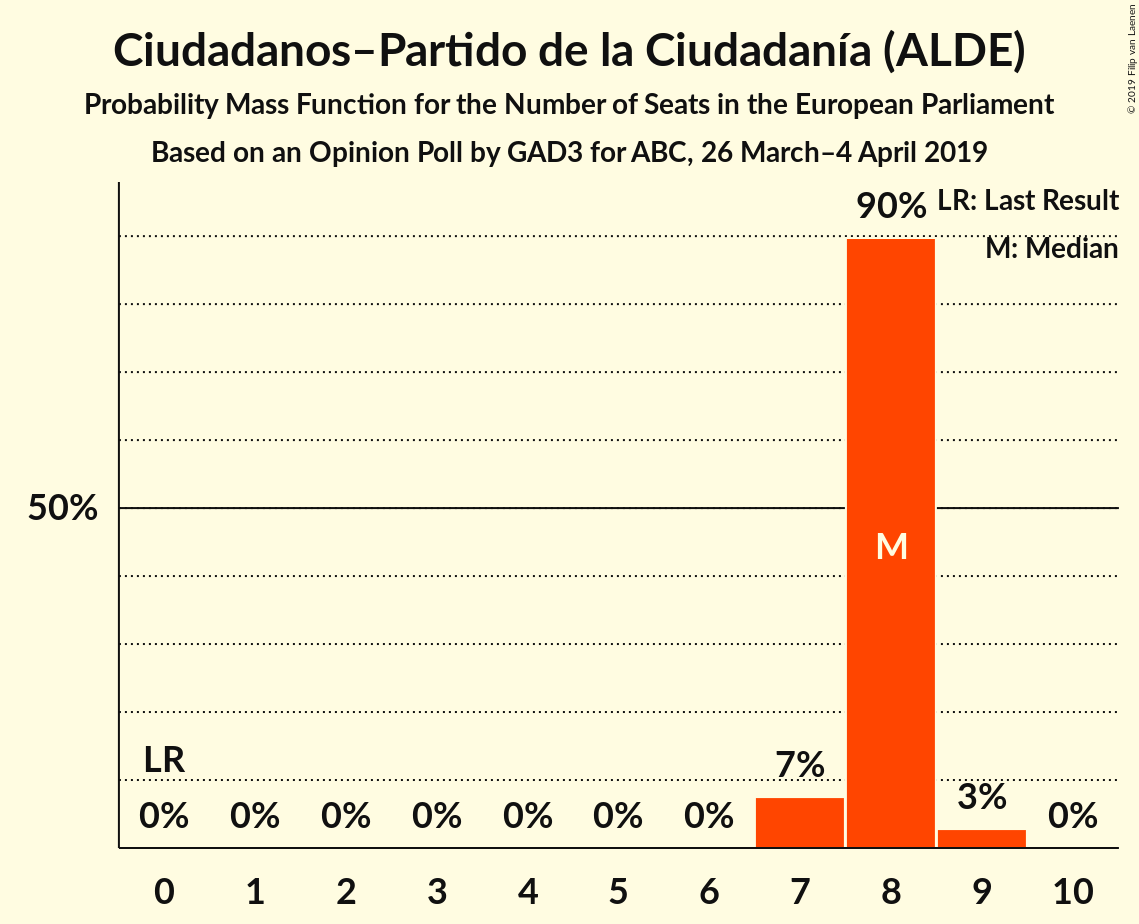 Ciudadanos–Partido de la Ciudadanía (ALDE)
Probability Mass Function for the Number of Seats in the European Parliament
Based on an Opinion Poll by GAD3 for ABC, 26 March–4 April 2019
© 2019 Filip van Laenen
90%
LR: Last Result
M: Median
50%
M
LR
7%
3%
0% 0% 0% 0% 0% 0% 0% 0%
0 1 2 3 4 5 6 7 8 9 10